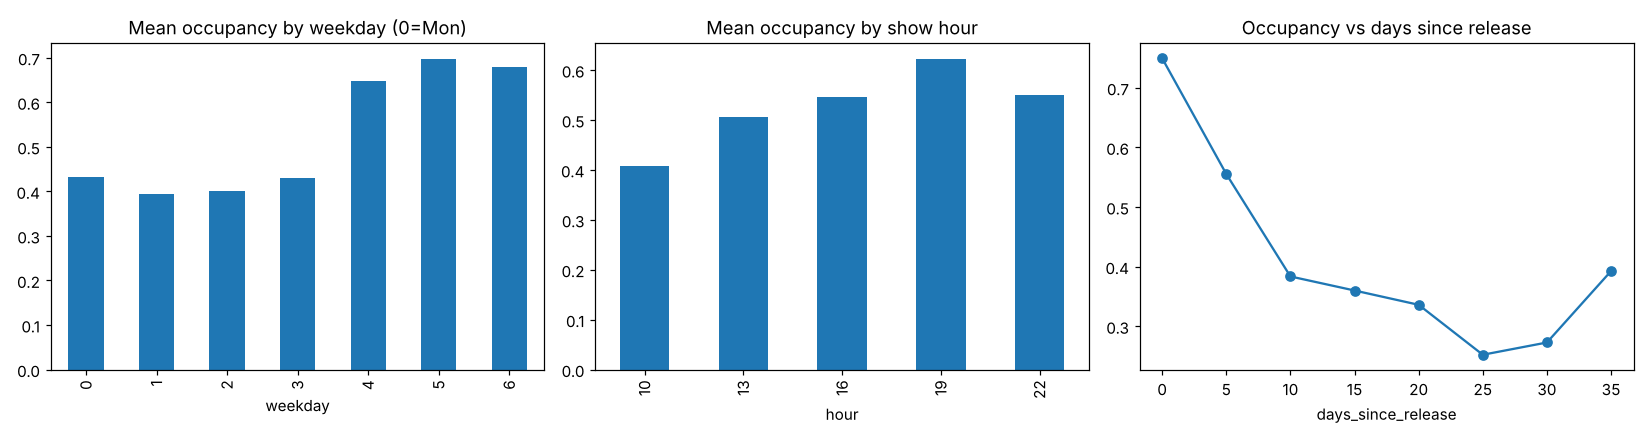 Mean occupancy by weekday (0=Mon)
0.7
0.6
0.5
0.4
0.3
0.2
0.1
0.0
0 1 2 3 4 5 6
weekday
Mean occupancy by show hour
0.6
0.5
0.4
0.3
0.2
0.1
0.0
10 13 16 19 22
hour
Occupancy vs days since release
0.7
0.6
0.5
0.4
0.3
0 5 10 15 20 25 30 35
days_since_release